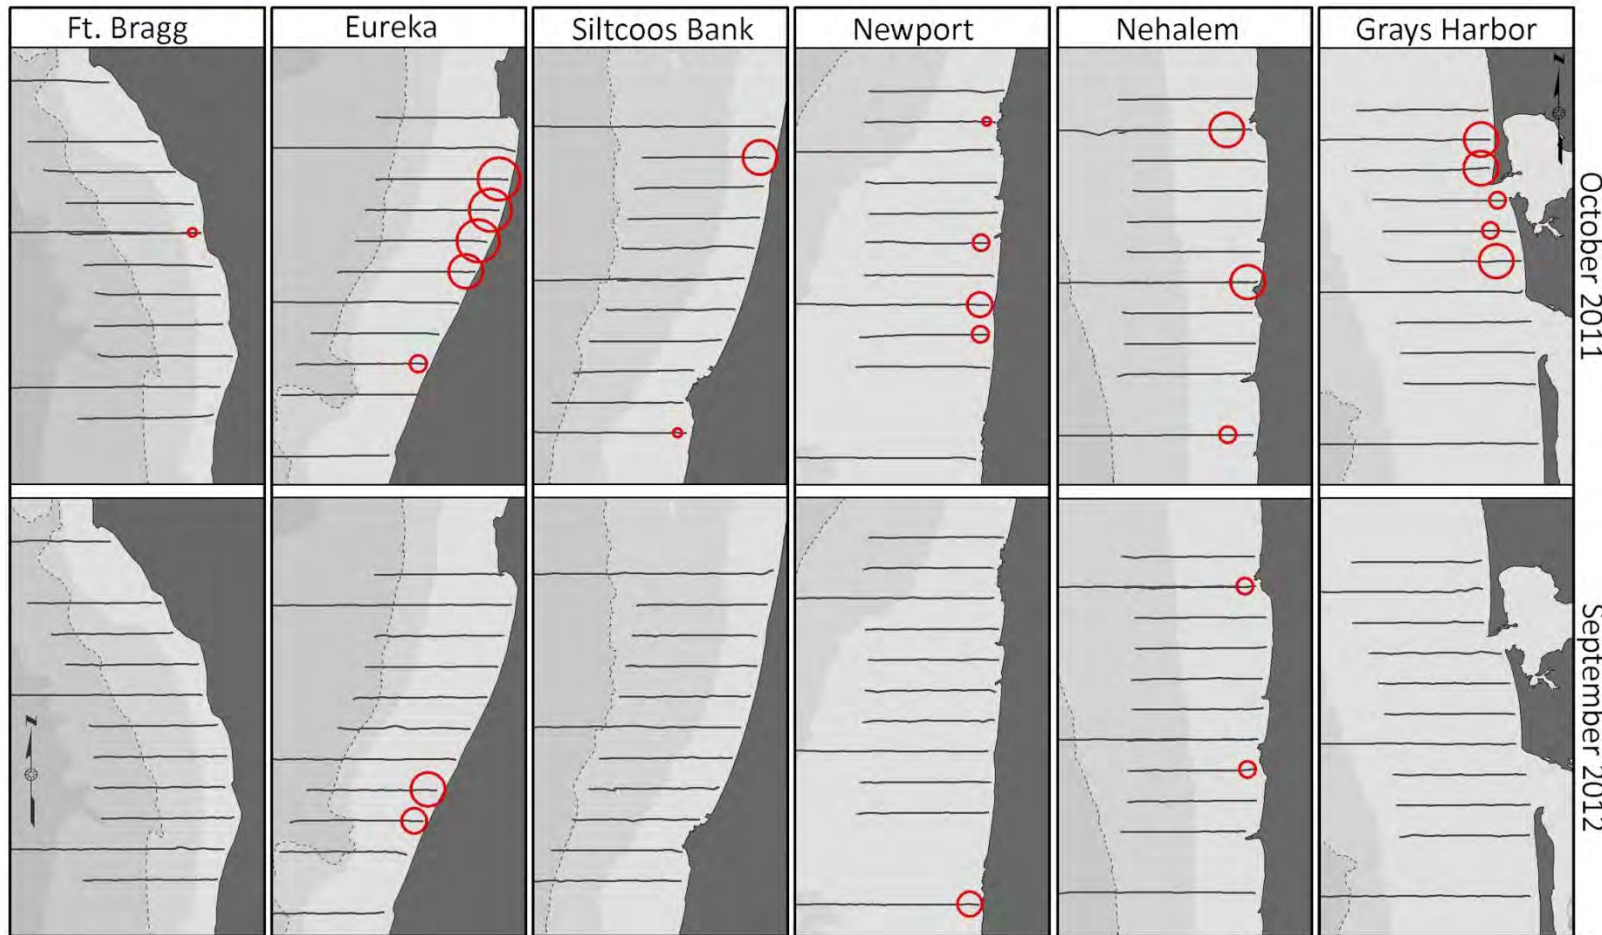 Ft. Bragg
Eureka
Siltcoos Bank
Newport
Nehalem
Grays Harbor
October 2011
September 2012